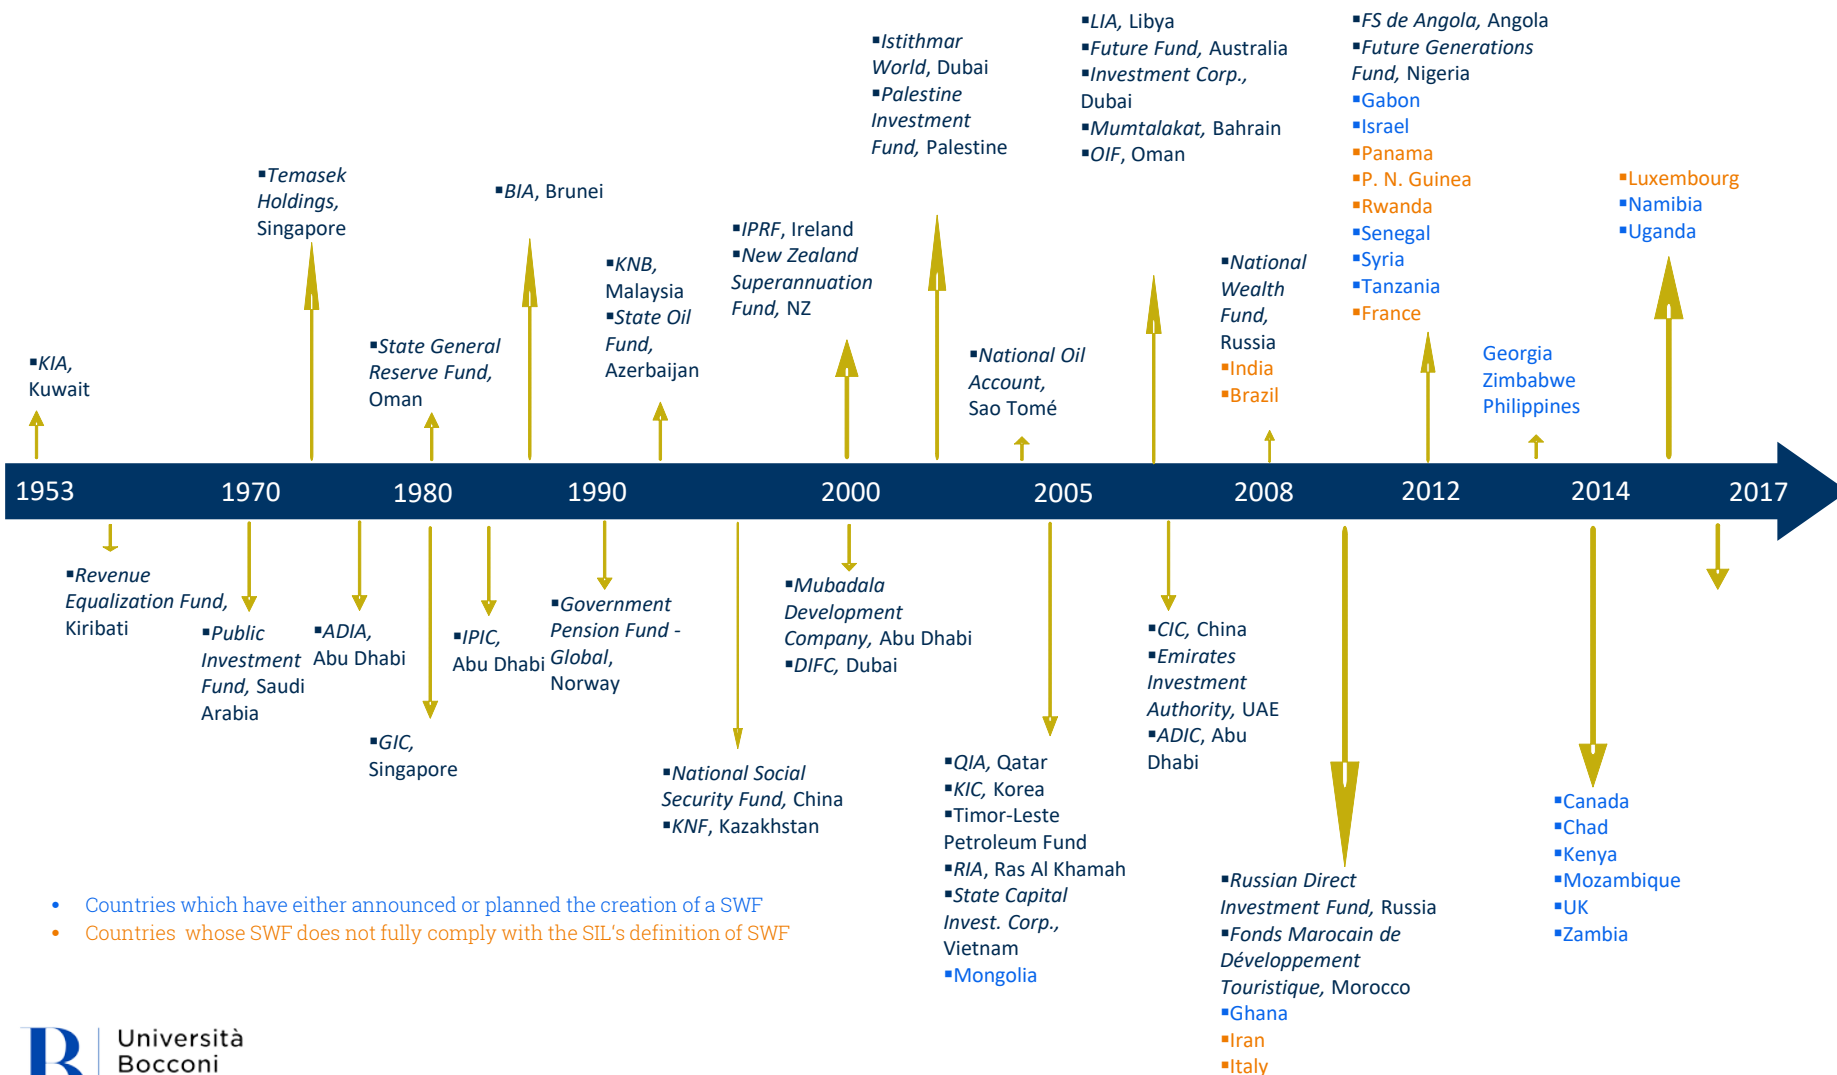 ▪LIA, Libya
▪Future Fund, Australia
▪Investment Corp.,
Dubai
▪Mumtalakat, Bahrain
▪OIF, Oman
▪FS de Angola, Angola
▪Future Generations
Fund, Nigeria
▪Gabon
▪Israel
▪Panama
▪P. N. Guinea
▪Rwanda
▪Senegal
▪Syria
▪Tanzania
▪France
▪Istithmar
World, Dubai
▪Palestine
Investment
Fund, Palestine
▪Temasek
Holdings,
Singapore
▪BIA, Brunei
▪Luxembourg
▪Namibia
▪Uganda
▪IPRF, Ireland
▪New Zealand
Superannuation
Fund, NZ
▪KNB,
Malaysia
▪State Oil
Fund,
Azerbaijan
▪National
Wealth
Fund,
Russia
▪India
▪Brazil
▪KIA,
Kuwait
▪State General
Reserve Fund,
Oman
▪National Oil
Account,
Sao Tomé
Georgia
Zimbabwe
Philippines
1953 1970 1980 1990 2000 2005 2008 2012 2014 2017
▪Revenue
Equalization Fund,
Kiribati
▪Public
Investment
Fund, Saudi
Arabia
▪ADIA,
Abu Dhabi
▪GIC,
Singapore
▪IPIC,
Abu Dhabi
▪Government
Pension Fund -
Global,
Norway
▪National Social
Security Fund, China
▪KNF, Kazakhstan
▪Mubadala
Development
Company, Abu Dhabi
▪DIFC, Dubai
▪QIA, Qatar
▪KIC, Korea
▪Timor-Leste
Petroleum Fund
▪RIA, Ras Al Khamah
▪State Capital
Invest. Corp.,
Vietnam
▪Mongolia
▪CIC, China
▪Emirates
Investment
Authority, UAE
▪ADIC, Abu
Dhabi
▪Russian Direct
Investment Fund, Russia
▪Fonds Marocain de
Développement
Touristique, Morocco
▪Ghana
▪Iran
▪Italy
▪Canada
▪Chad
▪Kenya
▪Mozambique
▪UK
▪Zambia
• Countries which have either announced or planned the creation of a SWF
• Countries whose SWF does not fully comply with the SIL's definition of SWF
B
Università
Bocconi